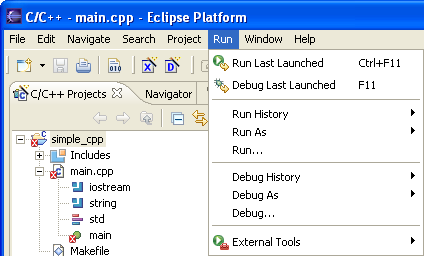 C/C++ - main.cpp - Eclipse Platform
File Edit Navigate Search Project Run Window Help
010
C/C++ Projects Navigator
simple_cpp
Includes
main.cpp
iostream
string
std
main
Makefile
Run Last Launched Ctrl+F11
Debug Last Launched F11
Run History
Run As
Run...
Debug History
Debug As
Debug...
External Tools